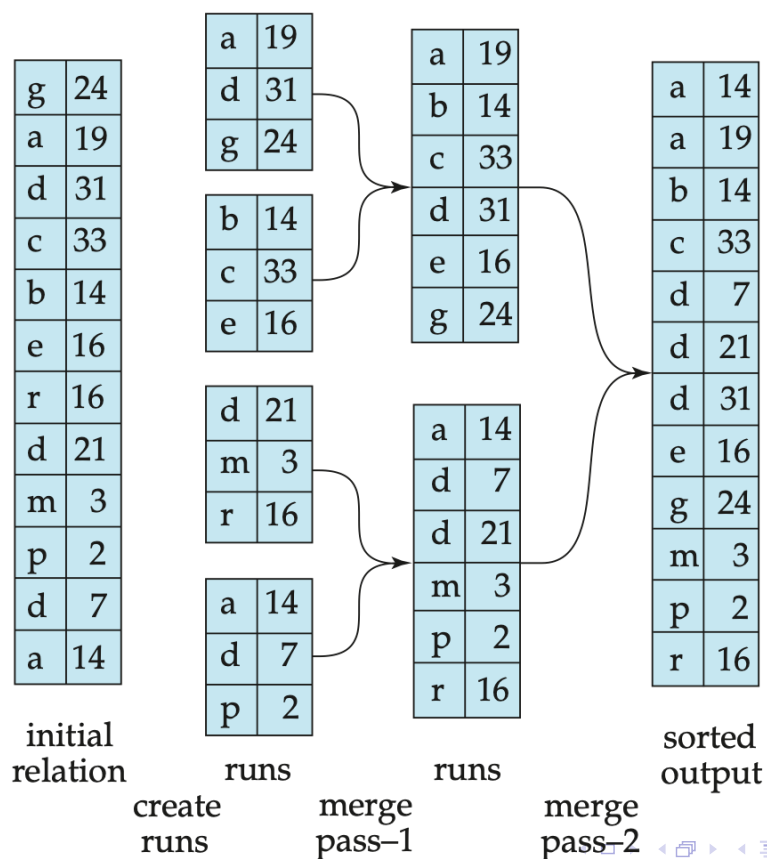 g 24
a 19
d 31
c 33
b 14
e 16
r 16
d 21
m 3
p 2
d 7
a 14
initial
relation
create
runs
a 19
d 31
g 24
b 14
c 33
e 16
d 21
m 3
r 16
a 14
d 7
p 2
runs
merge
pass–1
a 19
b 14
c 33
d 31
e 16
g 24
a 14
d 7
d 21
m 3
p 2
r 16
runs
merge
pass–2
a 14
a 19
b 14
c 33
d 7
d 21
d 31
e 16
g 24
m 3
p 2
r 16
sorted
output